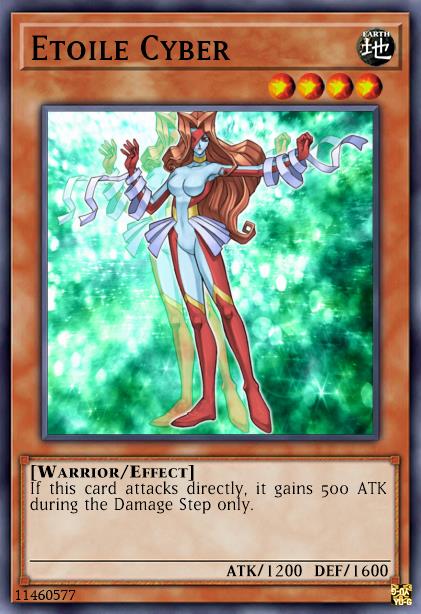 Etoile Cyber
EARTH
地
[Warrior/Effect]
If this card attacks directly, it gains 500 ATK
during the Damage Step only.
ATK/1200 DEF/1600
11460577